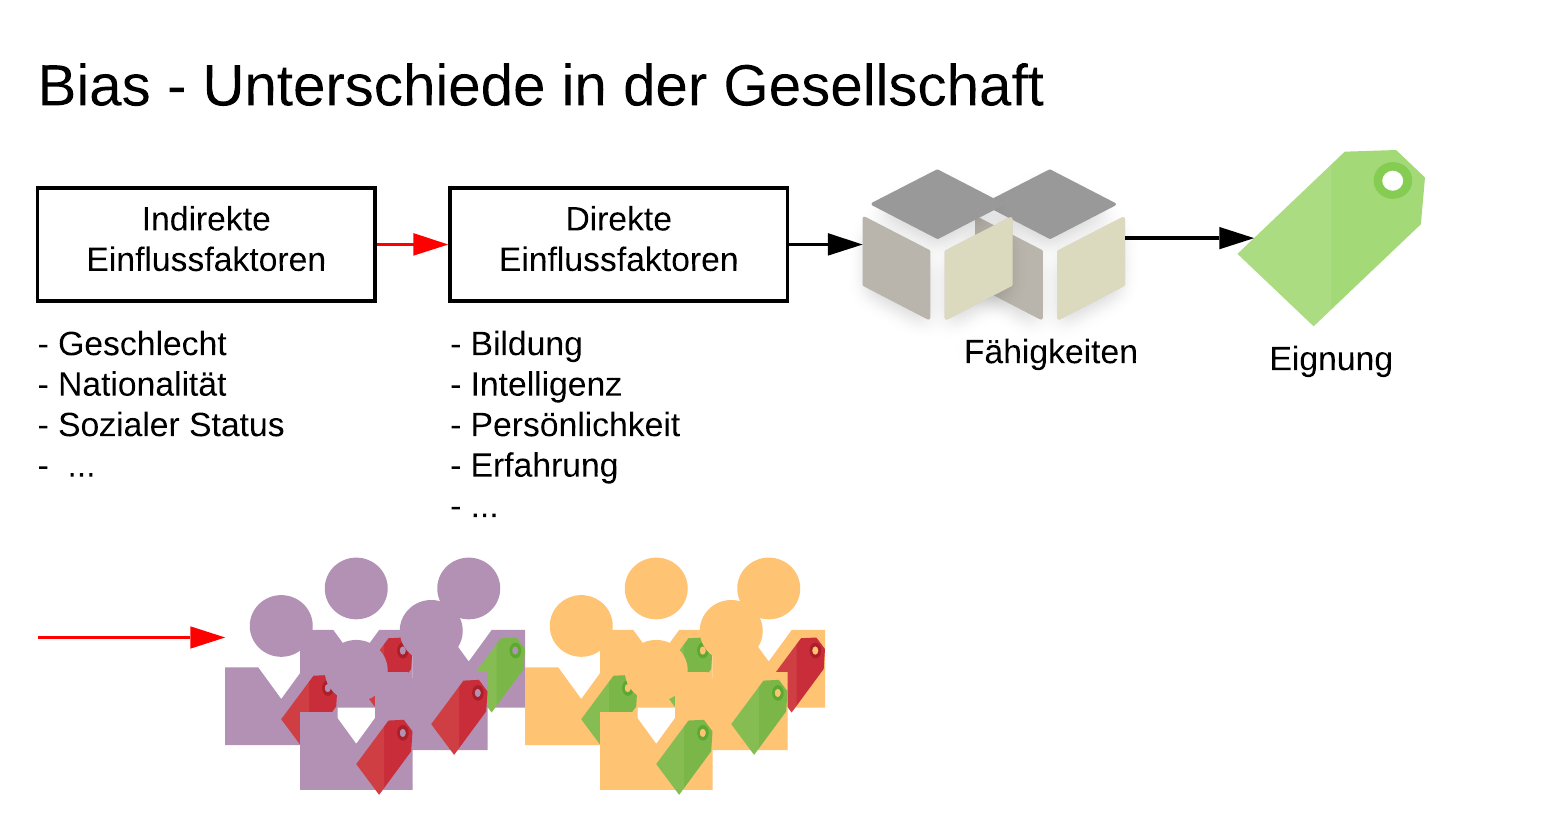 Bias - Unterschiede in der Gesellschaft
Indirekte
Einflussfaktoren
Direkte
Einflussfaktoren
- Geschlecht
- Nationalität
- Sozialer Status
- ...
- Bildung
- Intelligenz
- Persönlichkeit
- Erfahrung
- ...
Fähigkeiten
Eignung